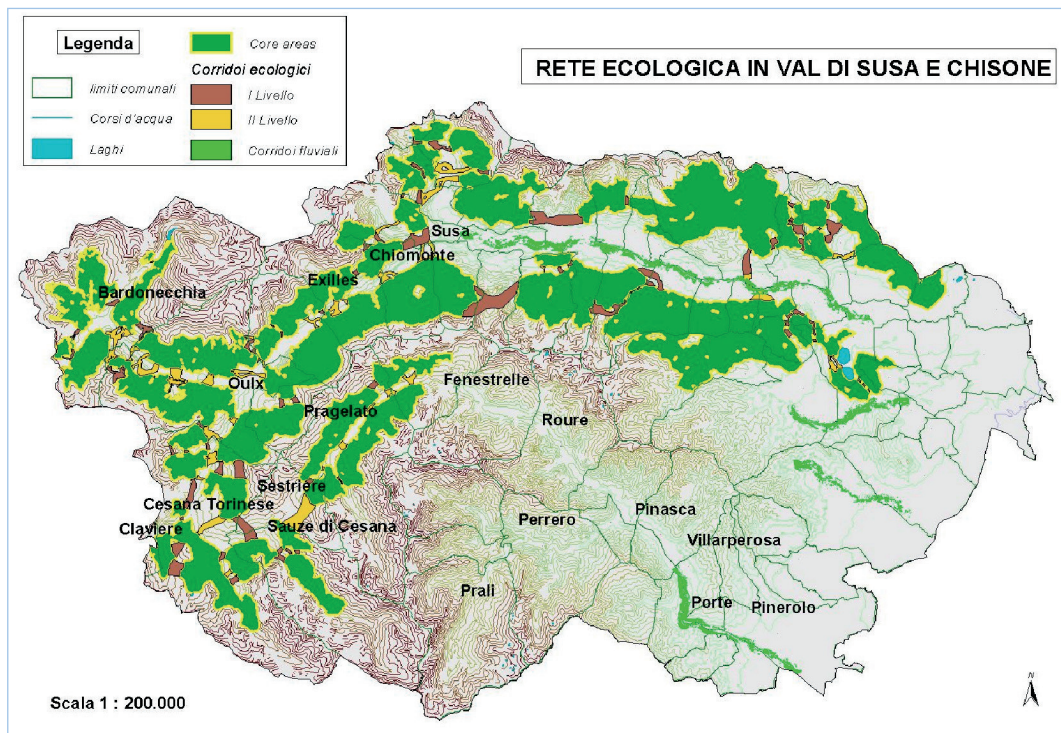 Legenda
Core areas
Corridoi ecologici
limiti comunali
I Livello
Corsi d'acqua
II Livello
Laghi
Corridoi fluviali
RETE ECOLOGICA IN VAL DI SUSA E CHISONE
Susa
Chiomonte
Exilles
Bardonecchia
Oulx
Fenestrelle
Pragelato
Roure
Sestriere
Cesana Torinese
Claviere
Sauze di Cesana
Perrero
Pinasca
Villarperosa
Prali
Porte
Pinerolo
Scala 1 : 200.000
N